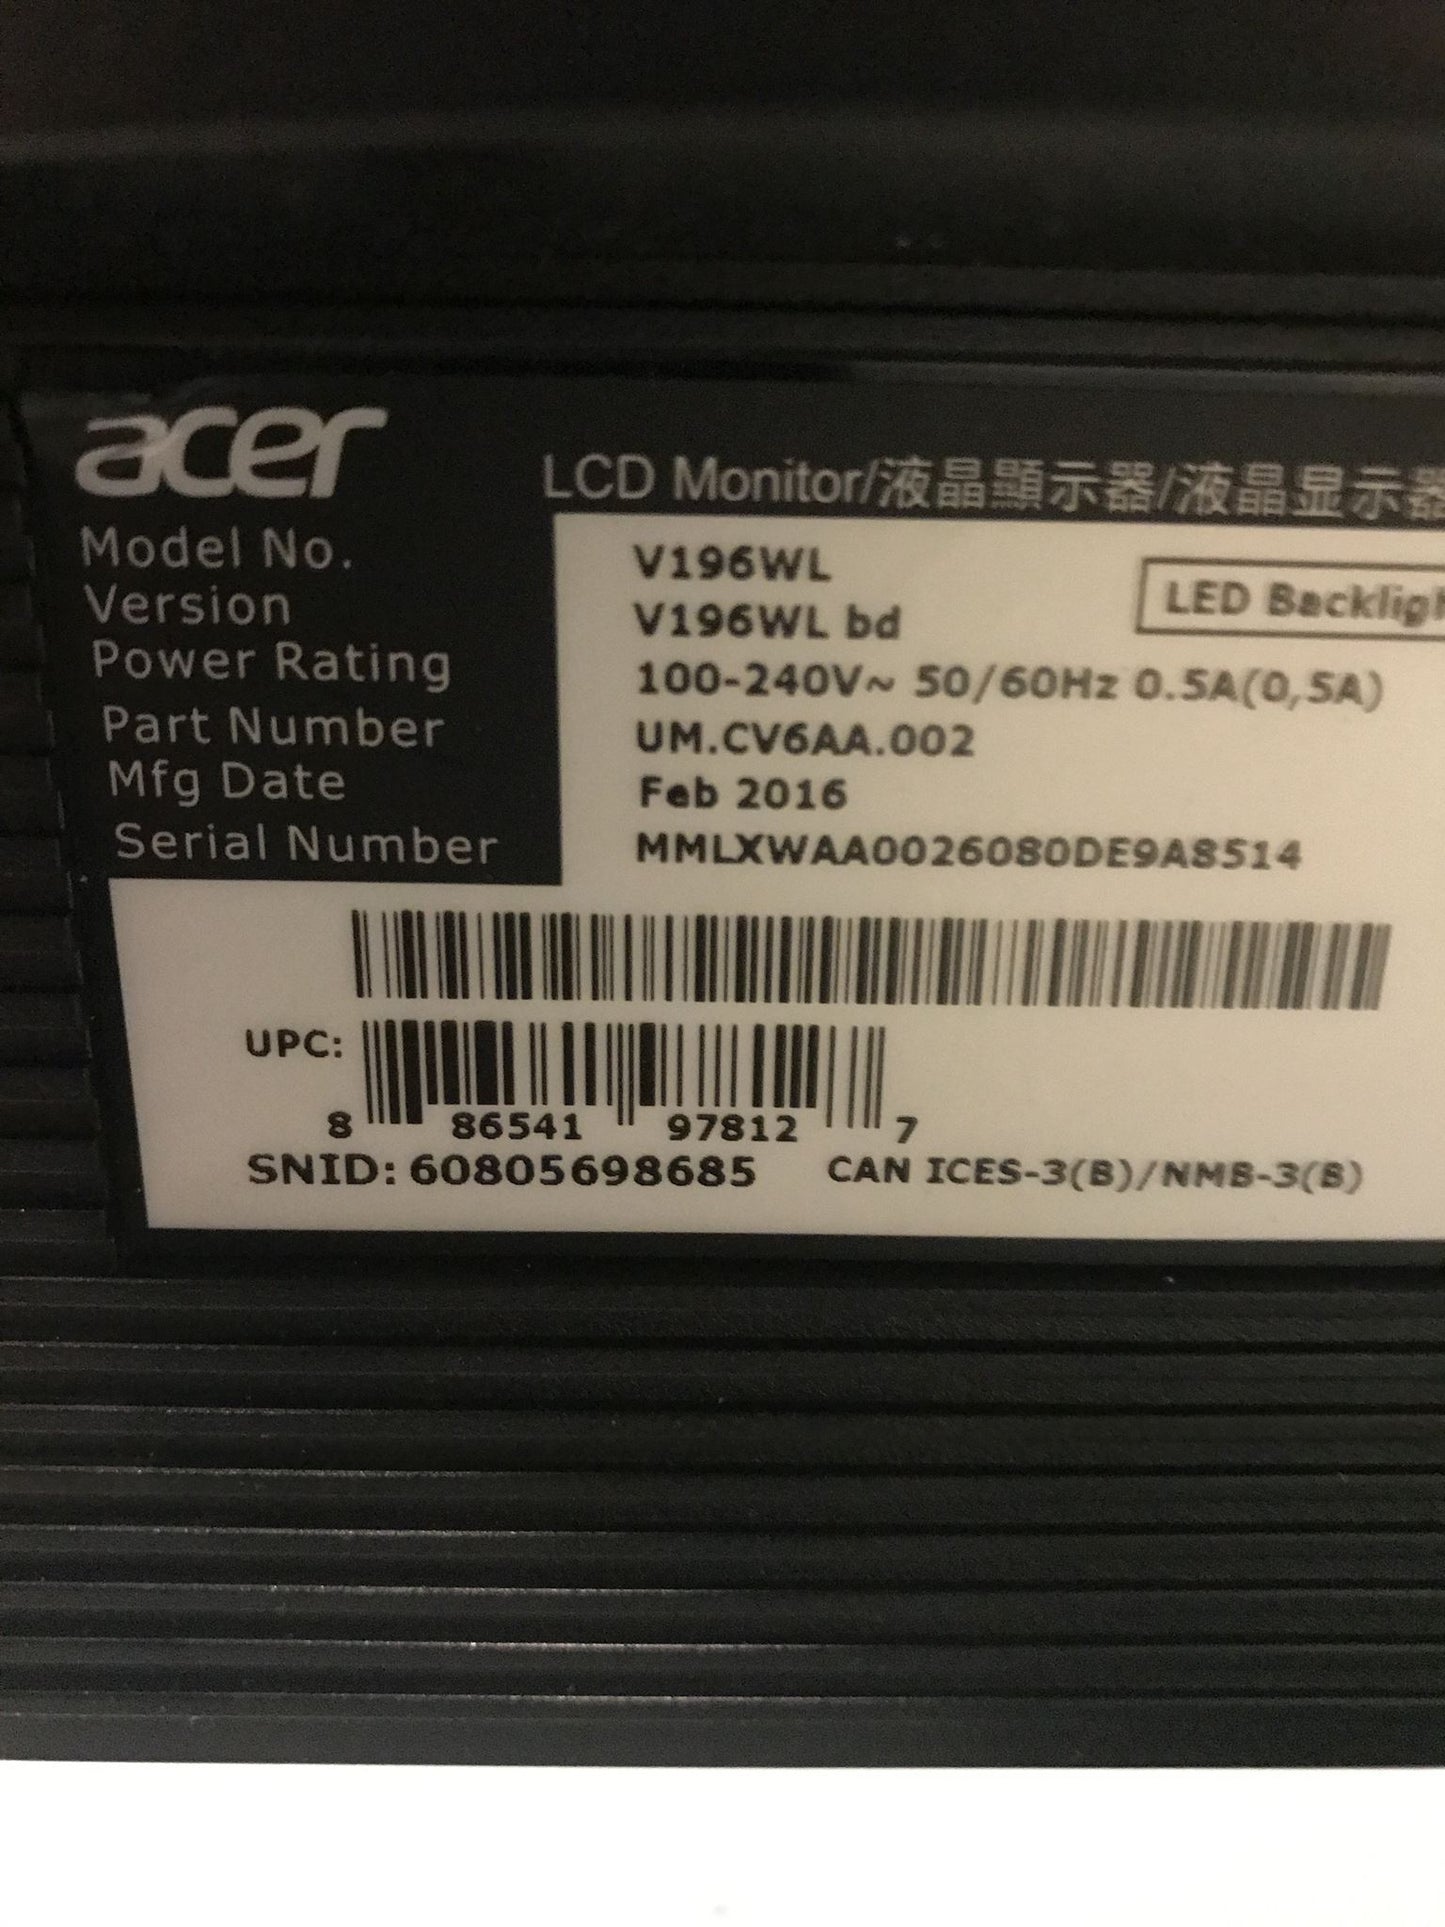 acer
LCD Monitor/液晶顯示器/液晶显示器
Model No. V196WL
Version V196WL bd
LED Backligh
Power Rating 100-240V~ 50/60Hz 0.5A(0,5A)
Part Number UM.CV6AA.002
Mfg Date Feb 2016
Serial Number MMLXWAA0026080DE9A8514
UPC:
8 86541 97812 7
SNID: 60805698685 CAN ICES-3(B)/NMB-3(B)